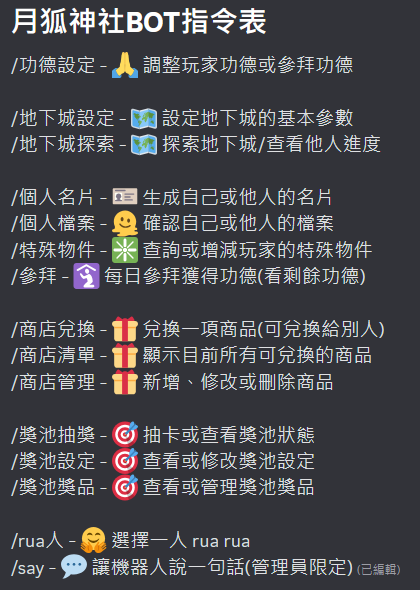 月狐神社BOT指令表
/功德設定 - 🙏 調整玩家功德或參拜功德
/地下城設定 - 🗺️ 設定地下城的基本參數
/地下城探索 - 🗺️ 探索地下城/查看他人進度
/個人名片 - 🪪 生成自己或他人的名片
/個人檔案 - 🫠 確認自己或他人的檔案
/特殊物件 - ❇️ 查詢或增減玩家的特殊物件
/參拜 - 🛐 每日參拜獲得功德(看剩餘功德)
/商店兌換 - 🎁 兌換一項商品(可兌換給別人)
/商店清單 - 🎁 顯示目前所有可兌換的商品
/商店管理 - 🎁 新增、修改或刪除商品
/獎池抽獎 - 🎯 抽卡或查看獎池狀態
/獎池設定 - 🎯 查看或修改獎池設定
/獎池獎品 - 🎯 查看或管理獎池獎品
/rua人 - 🤗 選擇一人 rua rua
/say - 💬 讓機器人說一句話(管理員限定) (已編輯)